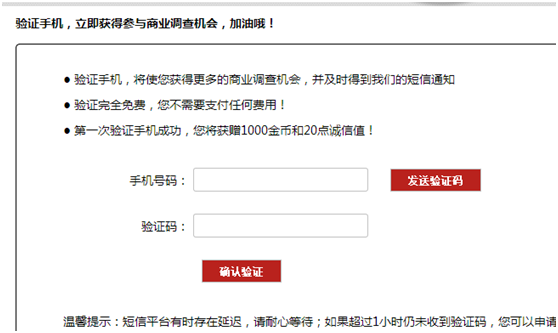 验证手机，立即获得参与商业调查机会，加油哦！
● 验证手机，将使您获得更多的商业调查机会，并及时得到我们的短信通知
● 验证完全免费，您不需要支付任何费用！
● 第一次验证手机成功，您将获赠1000金币和20点诚信值！
手机号码： 发送验证码
验证码：
确认验证
温馨提示：短信平台有时存在延迟，请耐心等待；如果超过1小时仍未收到验证码，您可以申请